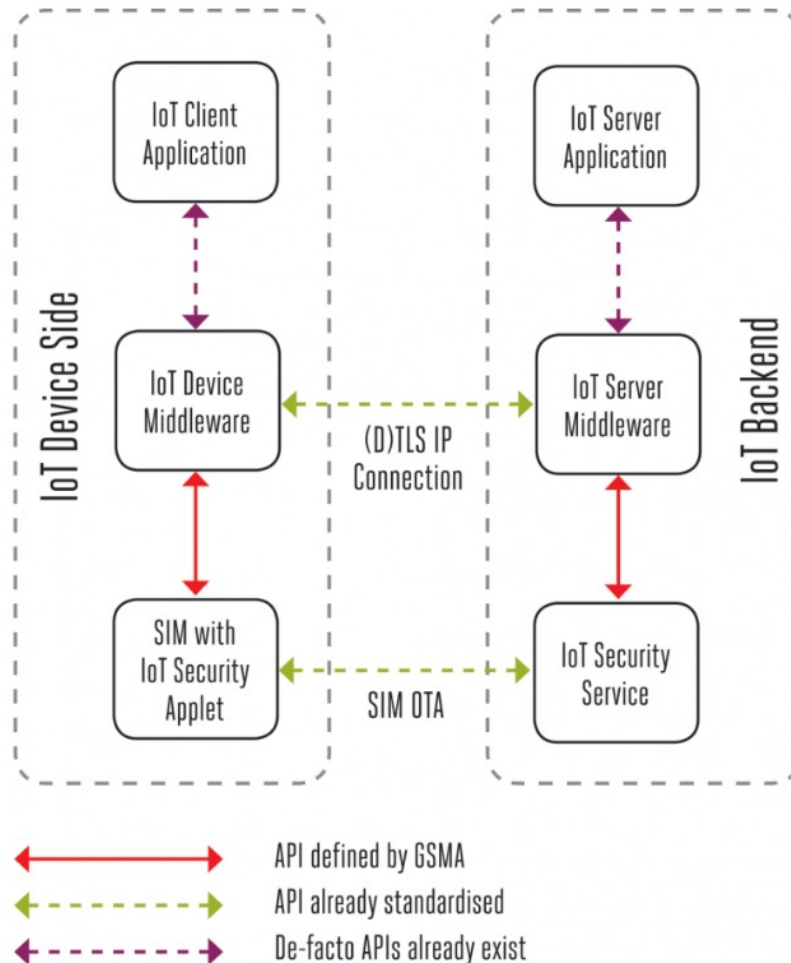 IoT Client
Application
IoT Server
Application
IoT Device Side
IoT Device
Middleware
(D)TLS IP
Connection
IoT Server
Middleware
IoT Backend
SIM with
IoT Security
Applet
SIM OTA
IoT Security
Service
API defined by GSMA
API already standardised
De-facto APIs already exist